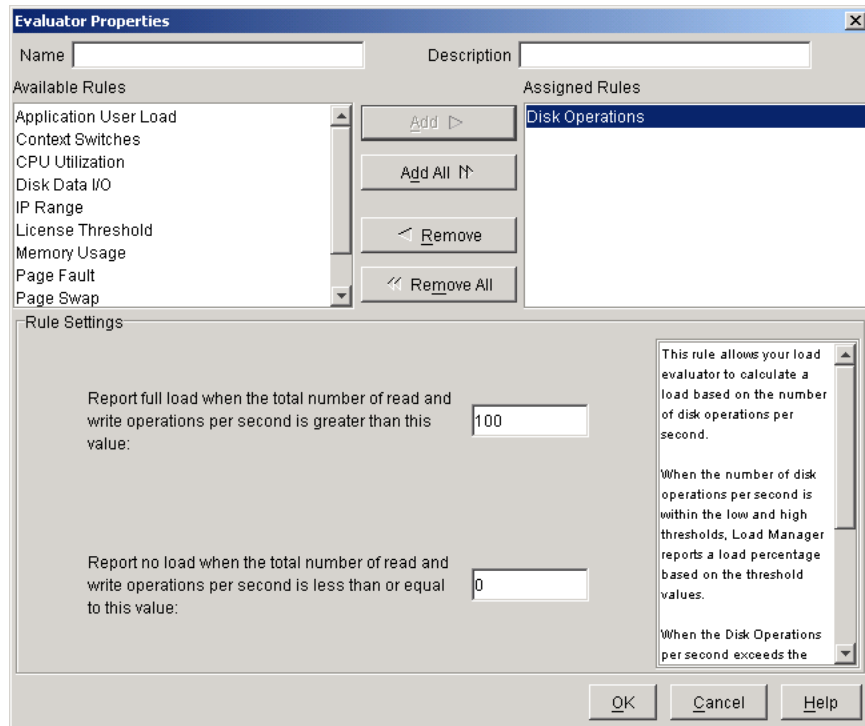 Evaluator Properties
Name
Description
Available Rules
Assigned Rules
Application User Load
Context Switches
CPU Utilization
Disk Data I/O
IP Range
License Threshold
Memory Usage
Page Fault
Page Swap
Add
Add All
Remove
Remove All
Disk Operations
Rule Settings
Report full load when the total number of read and
write operations per second is greater than this
value:
100
Report no load when the total number of read and
write operations per second is less than or equal
to this value:
0
This rule allows your load
evaluator to calculate a
load based on the number
of disk operations per
second.
When the number of disk
operations per second is
within the low and high
thresholds, Load Manager
reports a load percentage
based on the threshold
values.
When the Disk Operations
per second exceeds the
OK
Cancel
Help